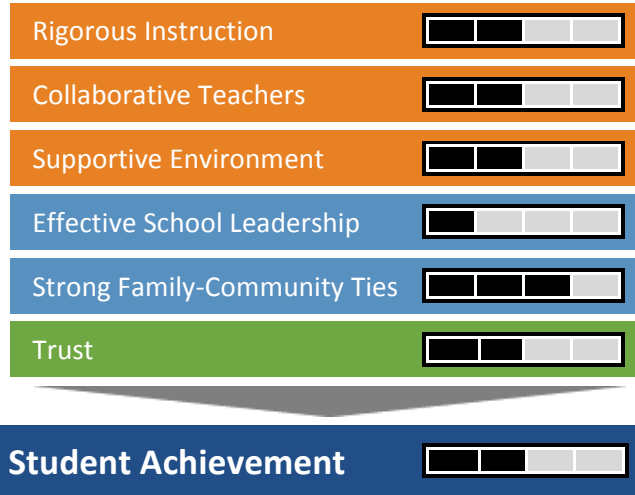 Rigorous Instruction
Collaborative Teachers
Supportive Environment
Effective School Leadership
Strong Family-Community Ties
Trust
Student Achievement